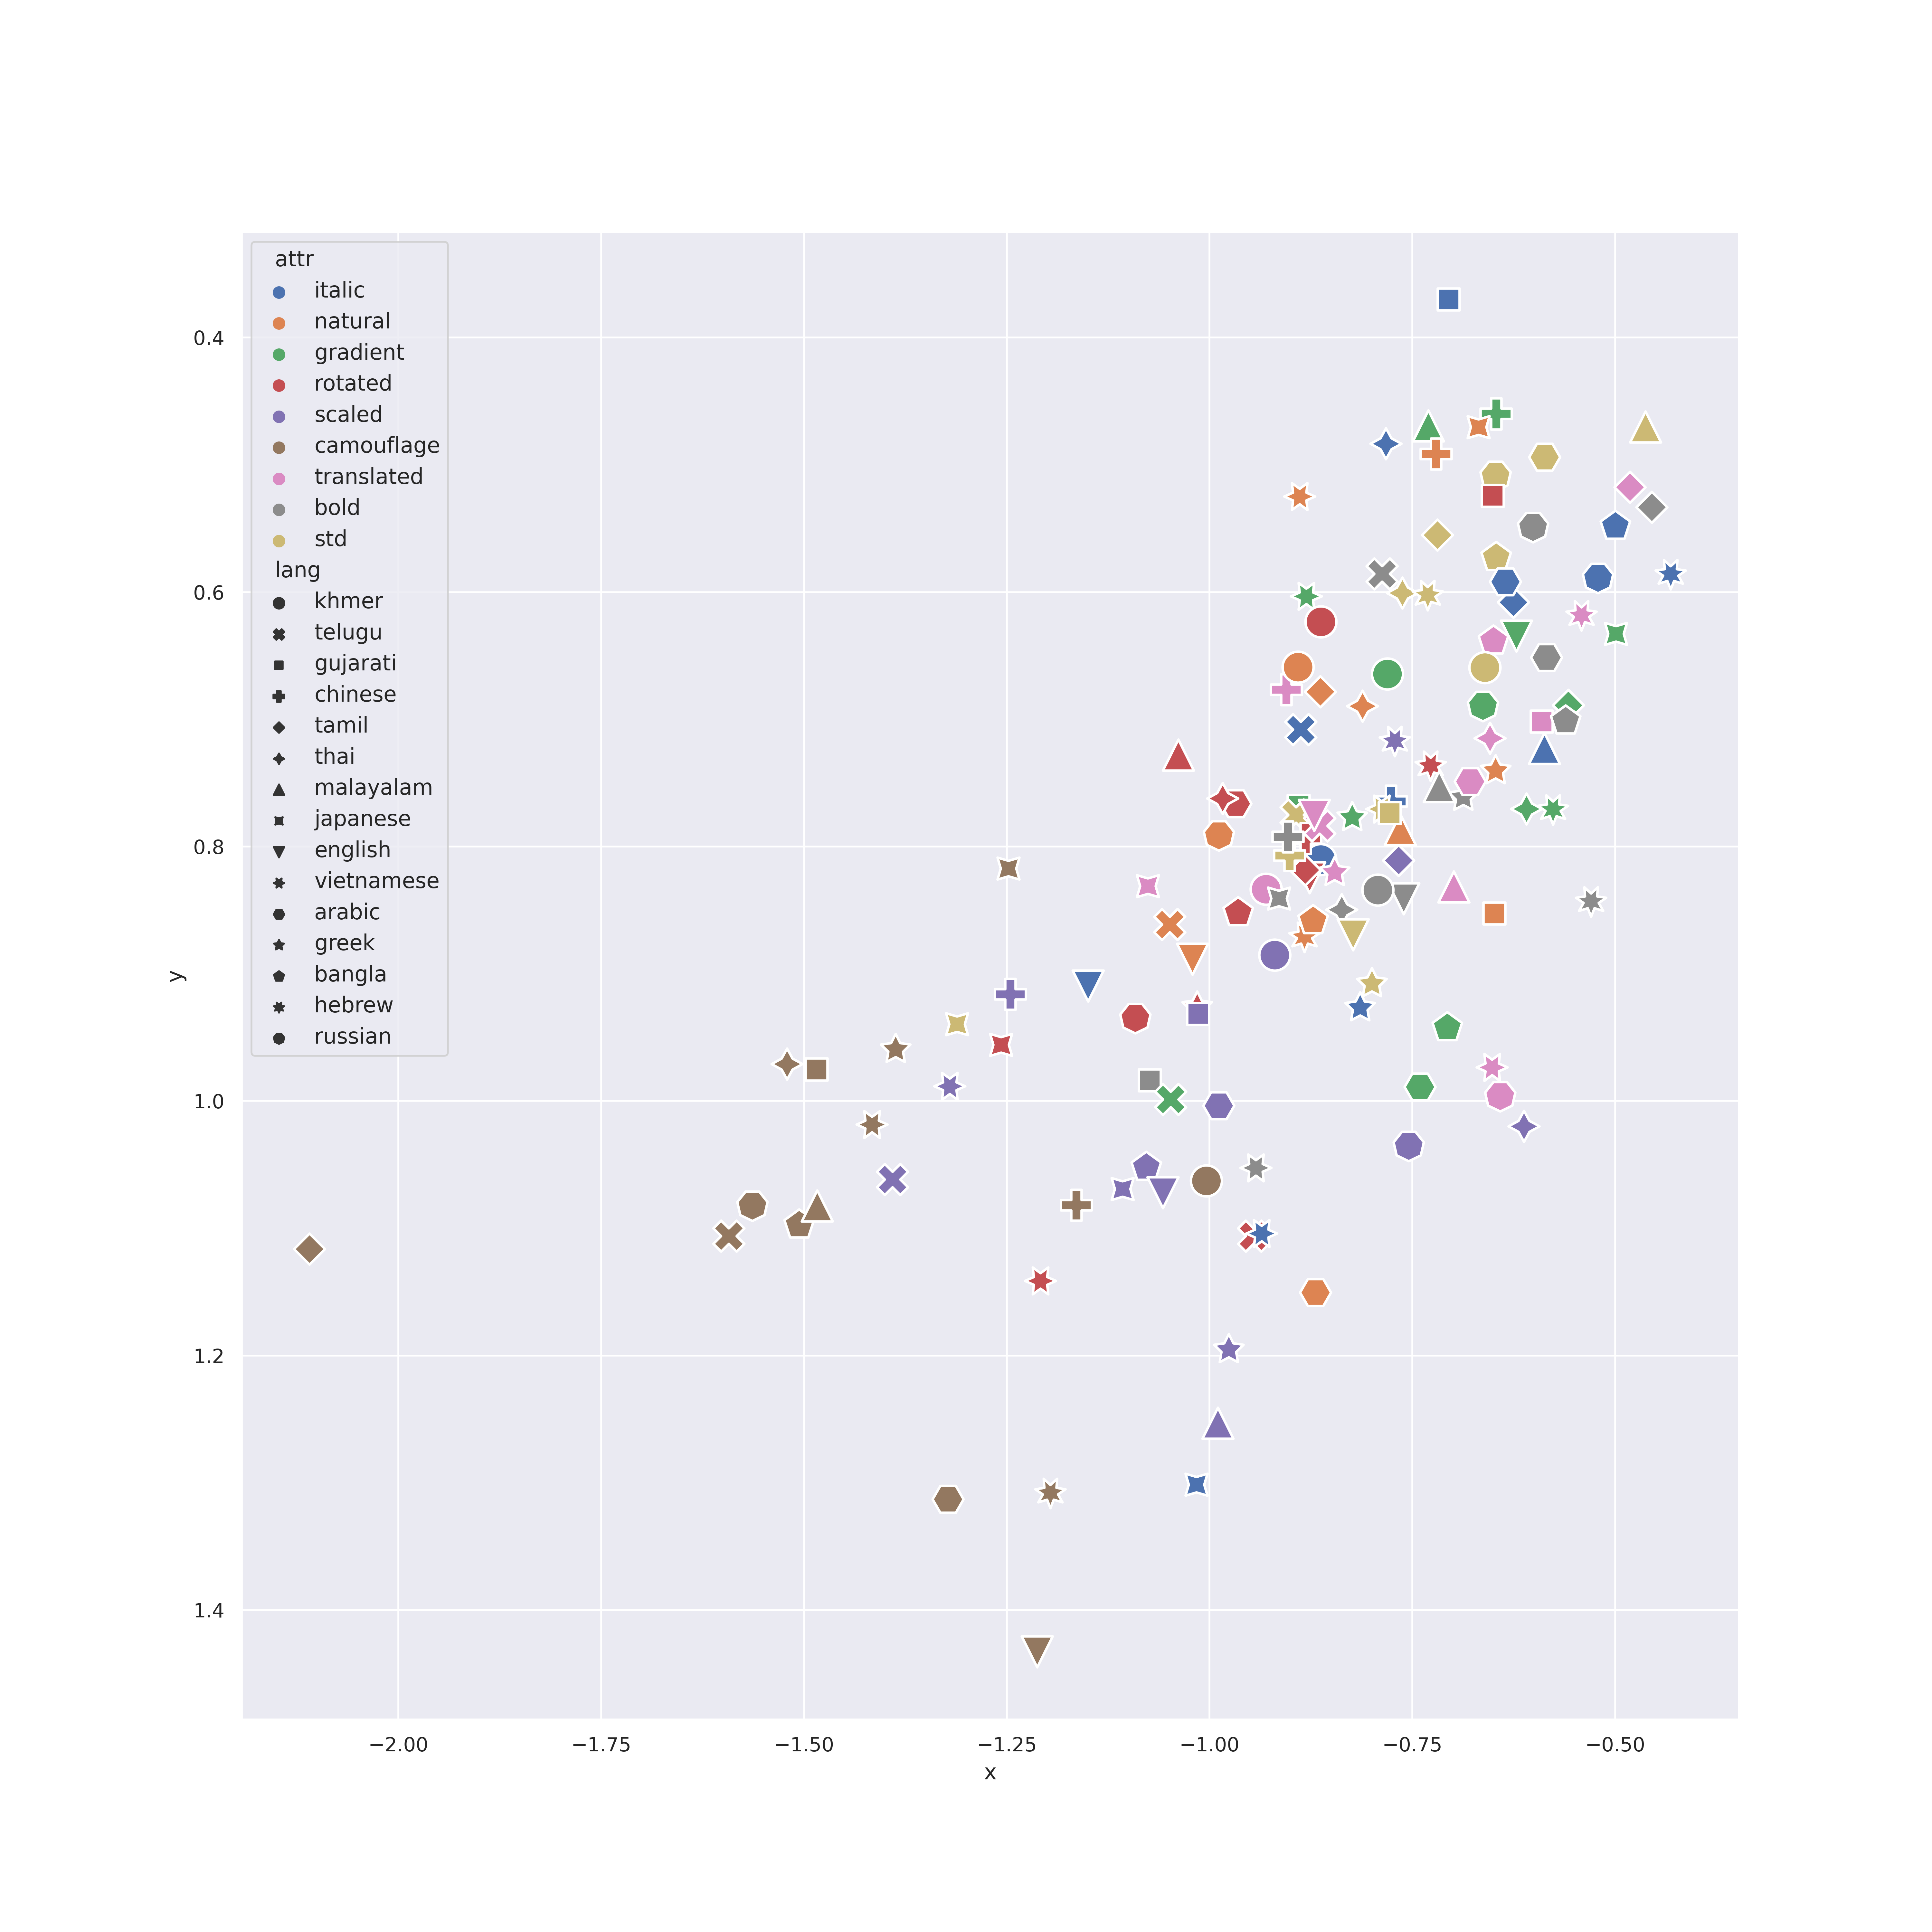 attr
italic
natural
gradient
rotated
scaled
camouflage
translated
bold
std
lang
khmer
telugu
gujarati
chinese
tamil
thai
malayalam
japanese
english
vietnamese
arabic
greek
bangla
hebrew
russian
0.4
0.6
0.8
1.0
1.2
1.4
y
−2.00 −1.75 −1.50 −1.25 −1.00 −0.75 −0.50
x